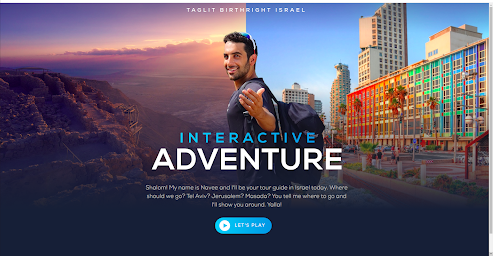 TAGLIT BIRTHRIGHT ISRAEL
INTERACTIVE
ADVENTURE
Shalom! My name is Navee and I'll be your tour guide in Israel today. Where
should we go? Tel Aviv? Jerusalem? Masada? You tell me where to go and
I'll show you around. Yalla!
LET'S PLAY